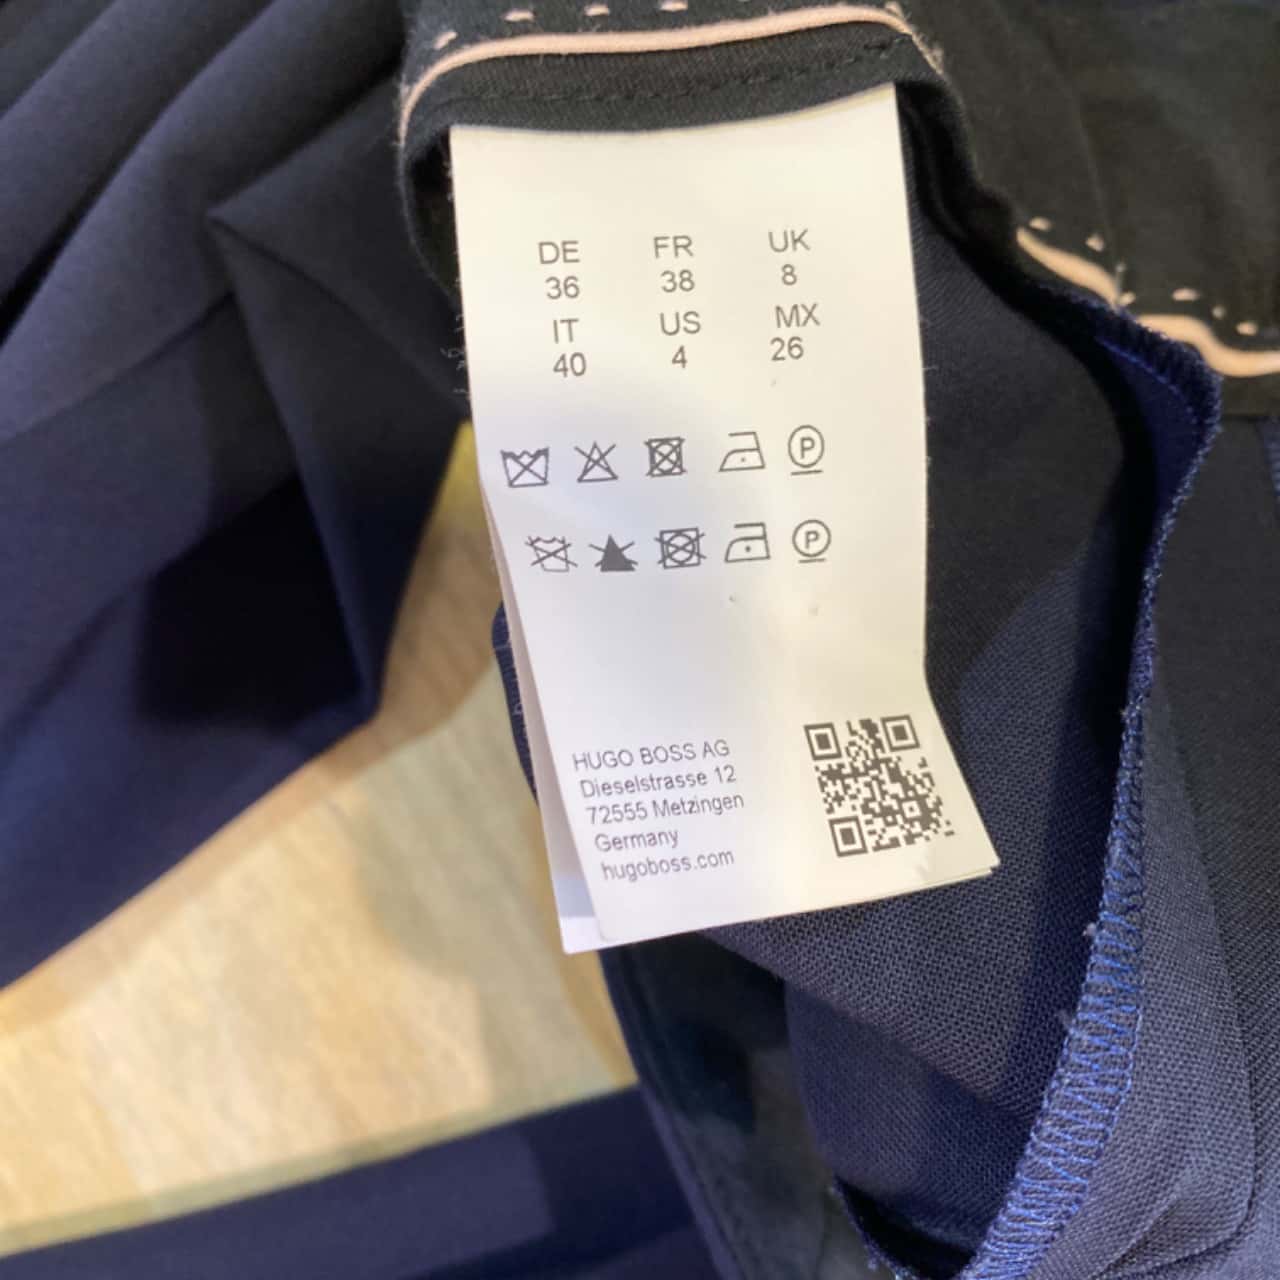 DE FR UK
36 38 8
IT US MX
40 4 26
P
P
HUGO BOSS AG
Dieselstrasse 12
72555 Metzingen
Germany
hugoboss.com